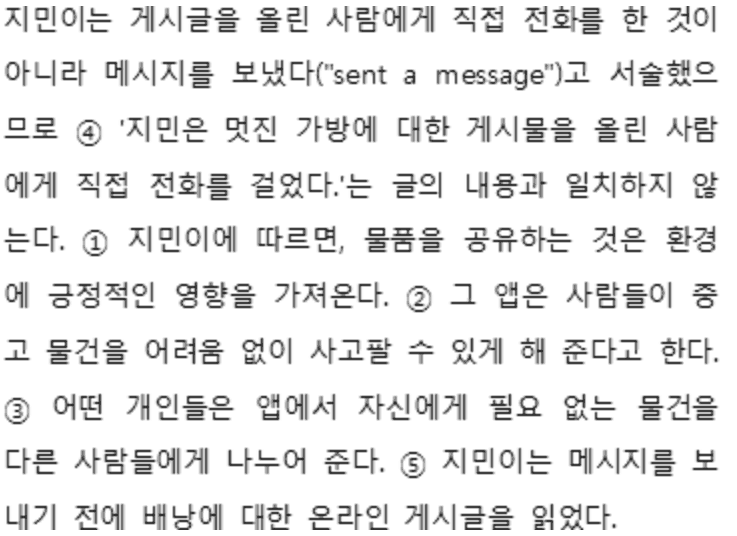 지민이는 게시글을 올린 사람에게 직접 전화를 한 것이
아니라 메시지를 보냈다("sent a message")고 서술했으
므로 ④ '지민은 멋진 가방에 대한 게시물을 올린 사람
에게 직접 전화를 걸었다.'는 글의 내용과 일치하지 않
는다. ① 지민이에 따르면, 물품을 공유하는 것은 환경
에 긍정적인 영향을 가져온다. ② 그 앱은 사람들이 중
고 물건을 어려움 없이 사고팔 수 있게 해 준다고 한다.
③ 어떤 개인들은 앱에서 자신에게 필요 없는 물건을
다른 사람들에게 나누어 준다. ⑤ 지민이는 메시지를 보
내기 전에 배낭에 대한 온라인 게시글을 읽었다.